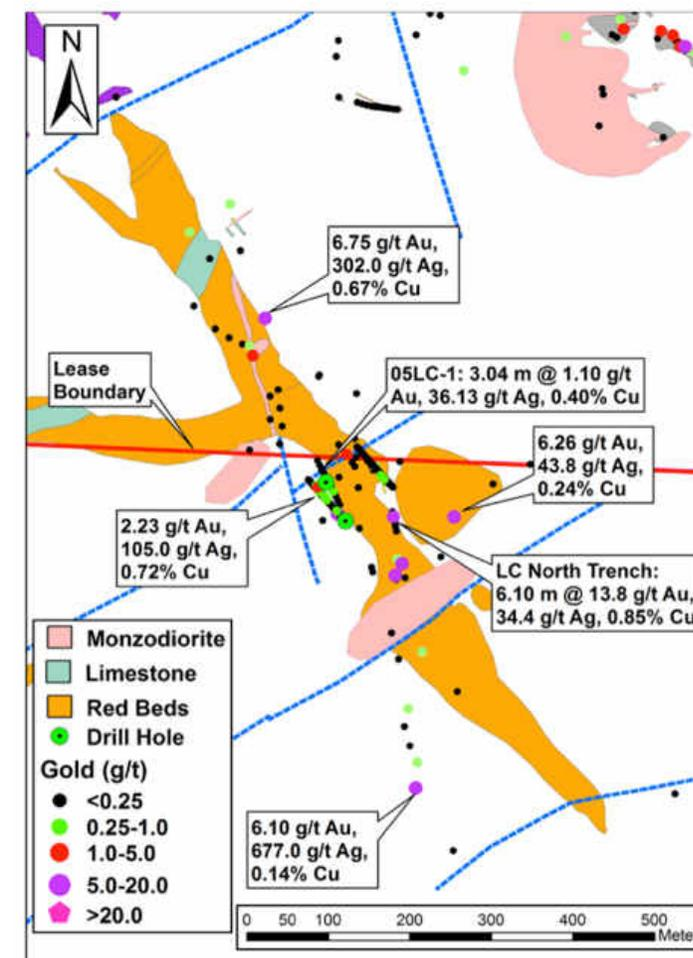 N
6.75 g/t Au,
302.0 g/t Ag,
0.67% Cu
Lease
Boundary
05LC-1: 3.04 m @ 1.10 g/t
Au, 36.13 g/t Ag, 0.40% Cu
6.26 g/t Au,
43.8 g/t Ag,
0.24% Cu
2.23 g/t Au,
105.0 g/t Ag,
0.72% Cu
LC North Trench:
6.10 m @ 13.8 g/t Au,
34.4 g/t Ag, 0.85% Cu
Monzodiorite
Limestone
Red Beds
Drill Hole
Gold (g/t)
<0.25
0.25-1.0
1.0-5.0
5.0-20.0
>20.0
6.10 g/t Au,
677.0 g/t Ag,
0.14% Cu
0 50 100 200 300 400 500
Mete